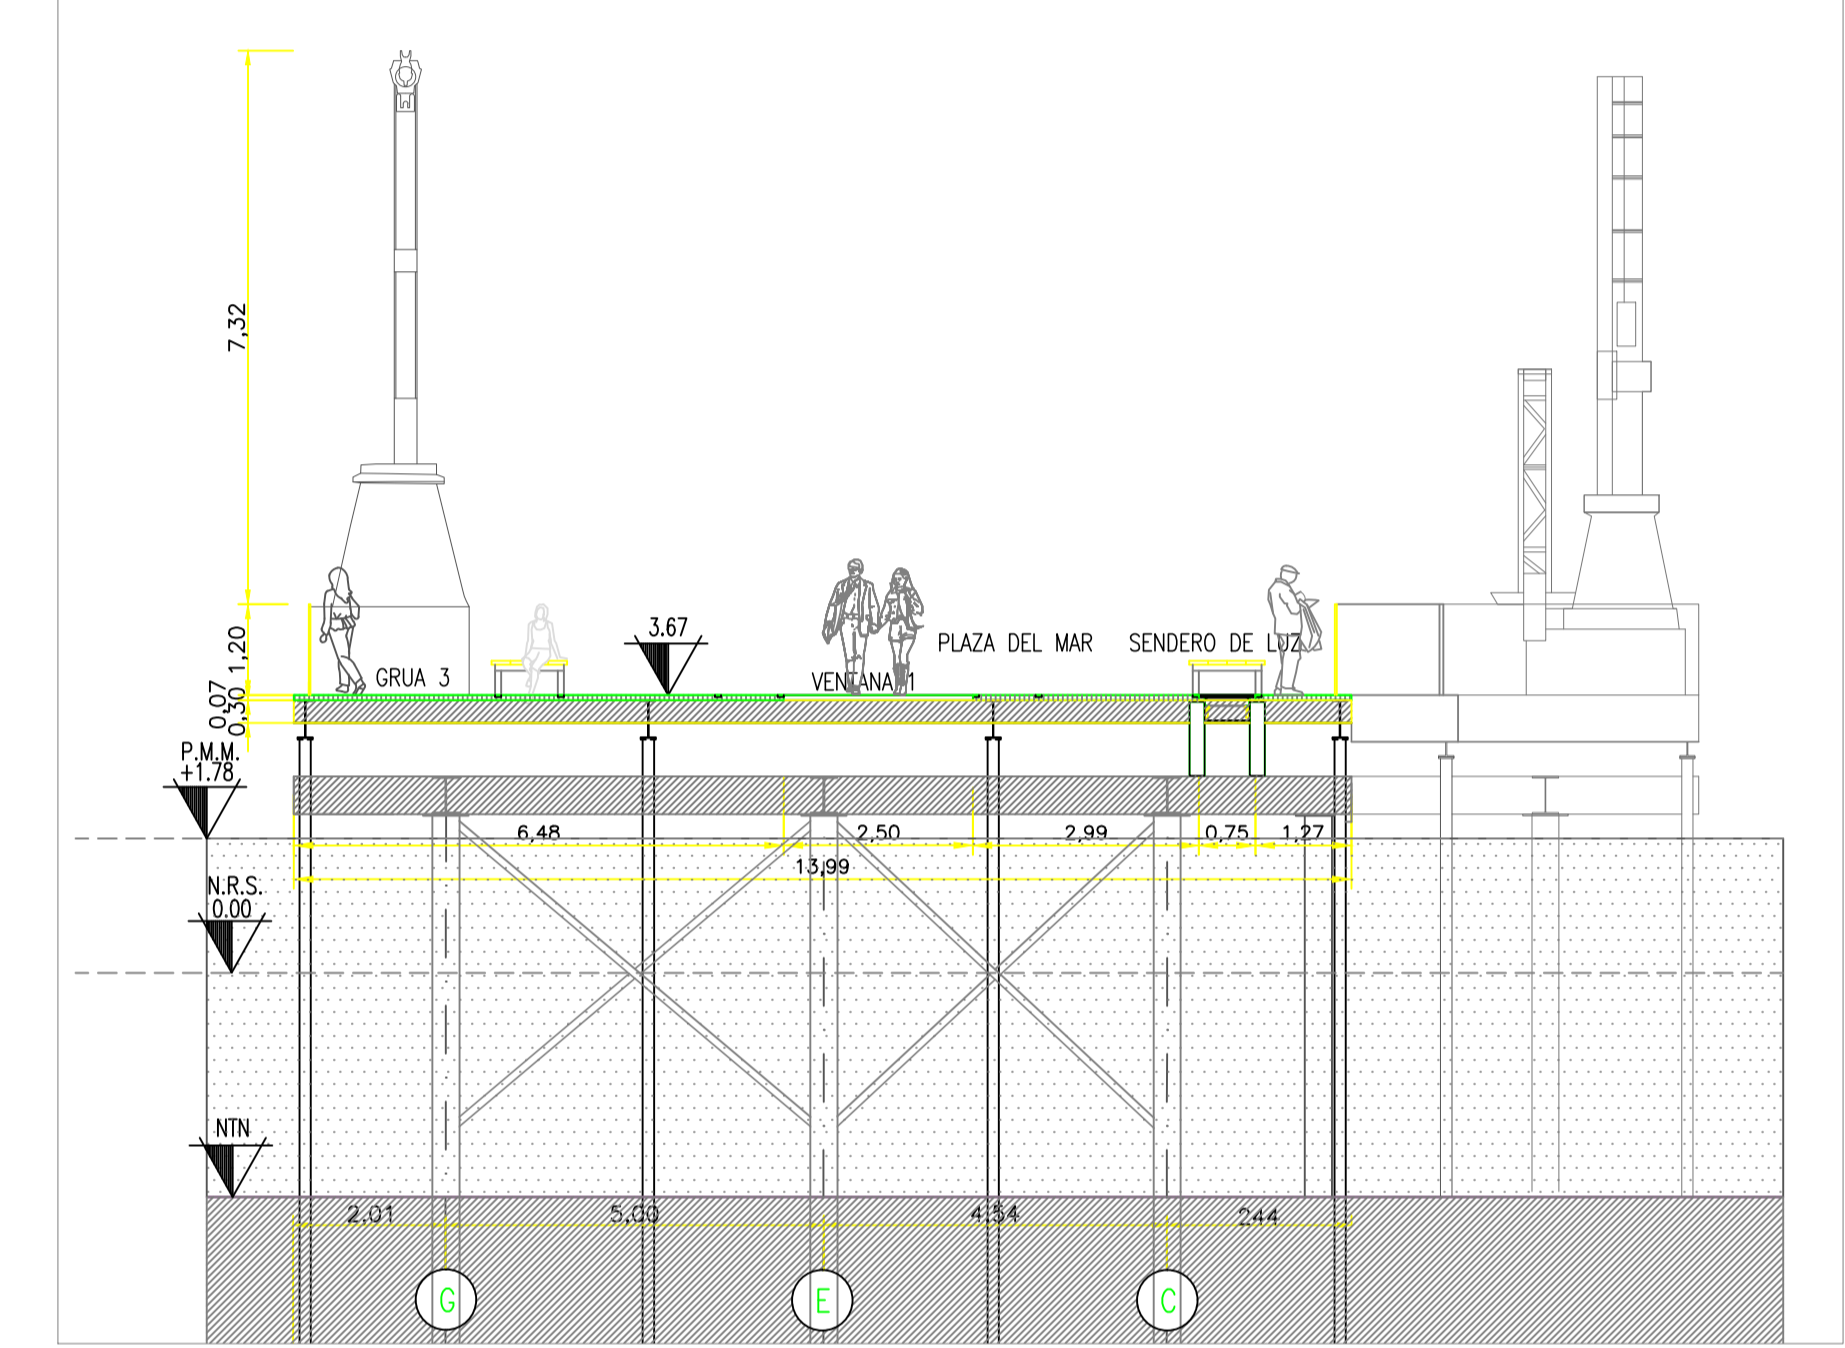 7,32
1,20
0,07
0,30
GRUA 3
3.67
VENTANA 1
PLAZA DEL MAR
SENDERO DE LUZ
P.M.M.
+1.78
6,48
2,50
2,99
0,75
1,27
13,99
N.R.S.
0.00
NTN
2,01
5,00
4,54
244
G
E
C